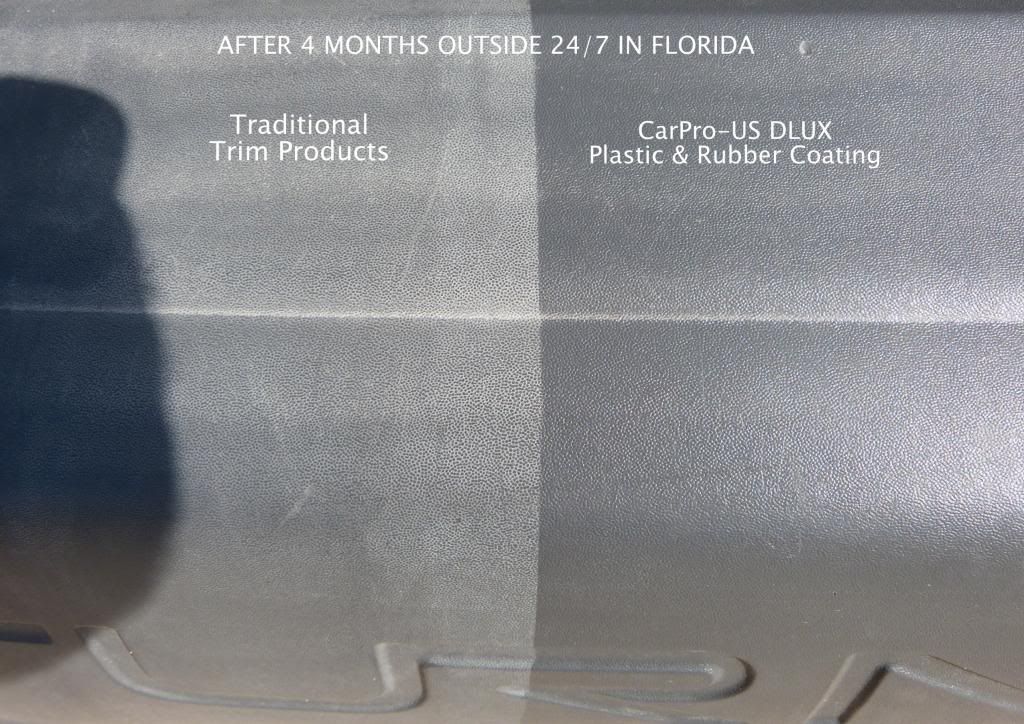 AFTER 4 MONTHS OUTSIDE 24/7 IN FLORIDA
Traditional
Trim Products
CarPro-US DLUX
Plastic & Rubber Coating